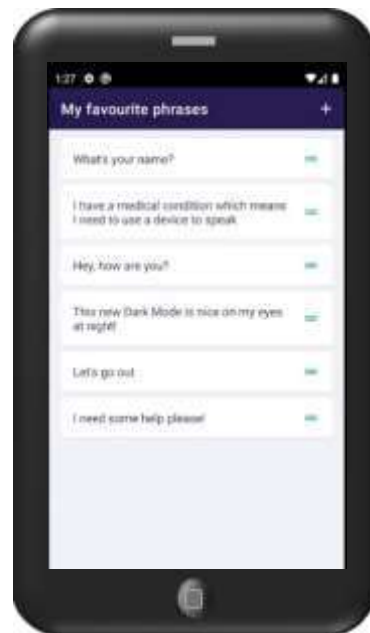 1:27
My favourite phrases +
What's your name?
I have a medical condition which means
I need to use a device to speak
Hey, how are you?
This new Dark Mode is nice on my eyes
at night!
Let's go out
I need some help please!